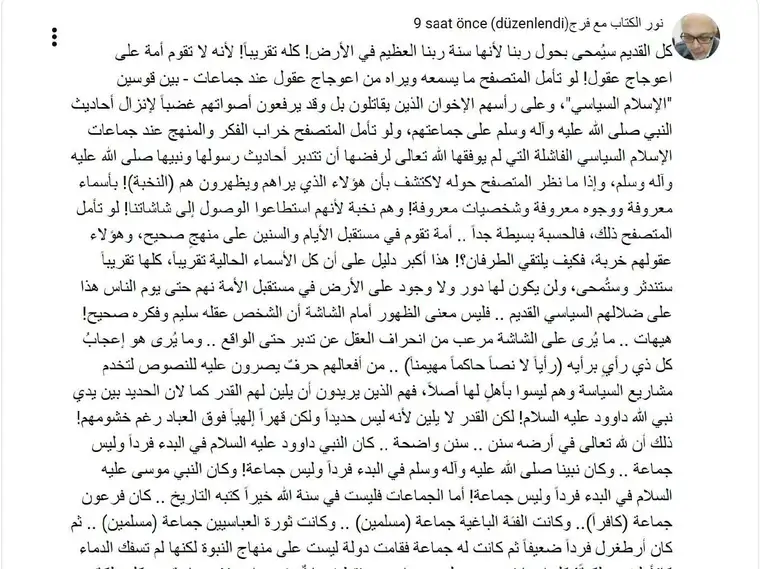 نور الكتاب مع فرج(düzenlendi) 9 saat önce
كل القديم سيُمحى بحول ربنا لأنها سنة ربنا العظيم في الأرض! كله تقريباً! لأنه لا تقوم أمة على
اعوجاج عقول! لو تأمل المتصفح ما يسمعه ويراه من اعوجاج عقول عند جماعات - بين قوسين
"الإسلام السياسي"، وعلى رأسهم الإخوان الذين يقاتلون بل وقد يرفعون أصواتهم غضباً لإنزال أحاديث
النبي صلى الله عليه وآله وسلم على جماعتهم، ولو تأمل المتصفح خراب الفكر والمنهج عند جماعات
الإسلام السياسي الفاشلة التي لم يوفقها الله تعالى لرفضها أن تتدبر أحاديث رسولها ونبيها صلى الله عليه
وآله وسلم، وإذا ما نظر المتصفح حوله لاكتشف بأن هؤلاء الذي يراهم ويظهرون هم (النخبة)! بأسماء
معروفة ووجوه معروفة وشخصيات معروفة! وهم نخبة لأنهم استطاعوا الوصول إلى شاشاتنا! لو تأمل
المتصفح ذلك، فالحسبة بسيطة جداً .. أمة تقوم في مستقبل الأيام والسنين على منهج صحيح، وهؤلاء
عقولهم خربة، فكيف يلتقي الطرفان؟! هذا أكبر دليل على أن كل الأسماء الحالية تقريباً، كلها تقريباً
ستندثر وستُمحى، ولن يكون لها دور ولا وجود على الأرض في مستقبل الأمة نهم حتى يوم الناس هذا
على ضلالهم السياسي القديم .. فليس معنى الظهور أمام الشاشة أن الشخص عقله سليم وفكره صحيح!
هيهات .. ما يُرى على الشاشة مرعب من انحراف العقل عن تدبر حتى الواقع .. وما يُرى هو إعجابُ
كل ذي رأيٍ برأيه (رأياً لا نصاً حاكماً مهيمناً) .. من أفعالهم حرفٌ يصرون عليه للنصوص لتخدم
مشاريع السياسة وهم ليسوا بأهلٍ لها أصلاً، فهم الذين يريدون أن يلين لهم القدر كما لان الحديد بين يدي
نبي الله داوود عليه السلام! لكن القدر لا يلين لأنه ليس حديداً ولكن قهراً إلهياً فوق العباد رغم خشومهم!
ذلك أن لله تعالى في أرضه سنن .. سنن واضحة .. كان النبي داوود عليه السلام في البدء فرداً وليس
جماعة .. وكان نبينا صلى الله عليه وآله وسلم في البدء فرداً وليس جماعة! وكان النبي موسى عليه
السلام في البدء فرداً وليس جماعة! أما الجماعات فليست في سنة الله خيراً كتبه التاريخ .. كان فرعون
جماعة (كافراً).. وكانت الفئة الباغية جماعة (مسلمين) .. وكانت ثورة العباسيين جماعة (مسلمين) .. ثم
كان أرطغرل فرداً ضعيفاً ثم كانت له جماعة فقامت دولة ليست على منهاج النبوة لكنها لم تسفك الدماء